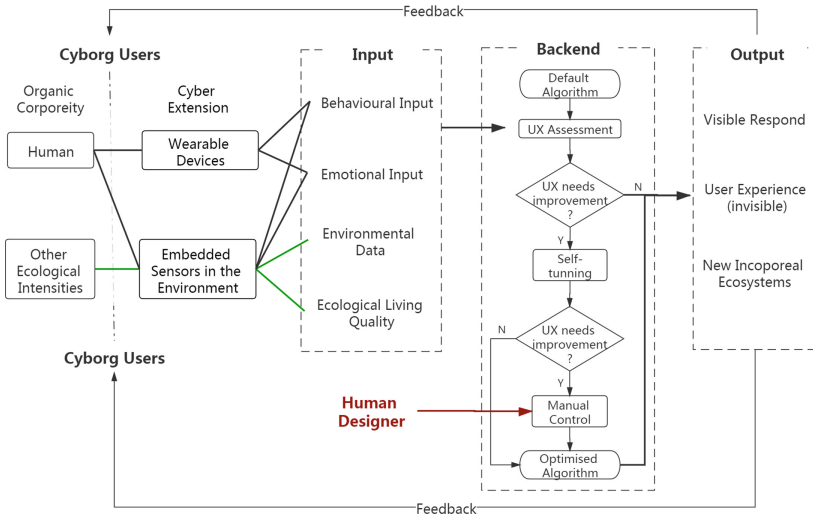 Feedback
Cyborg Users
Input
Backend
Output
Organic
Corporeity
Cyber
Extension
Human
Wearable
Devices
Other
Ecological
Intensities
Embedded
Sensors in the
Environment
Cyborg Users
Behavioural Input
Emotional Input
Environmental
Data
Ecological Living
Quality
Human
Designer
Default
Algorithm
UX Assessment
UX needs
improvement
?
N
Y
Self-
tunning
UX needs
improvement
?
N
Y
Manual
Control
Optimised
Algorithm
Visible Respond
User Experience
(invisible)
New Incoporeal
Ecosystems
Feedback